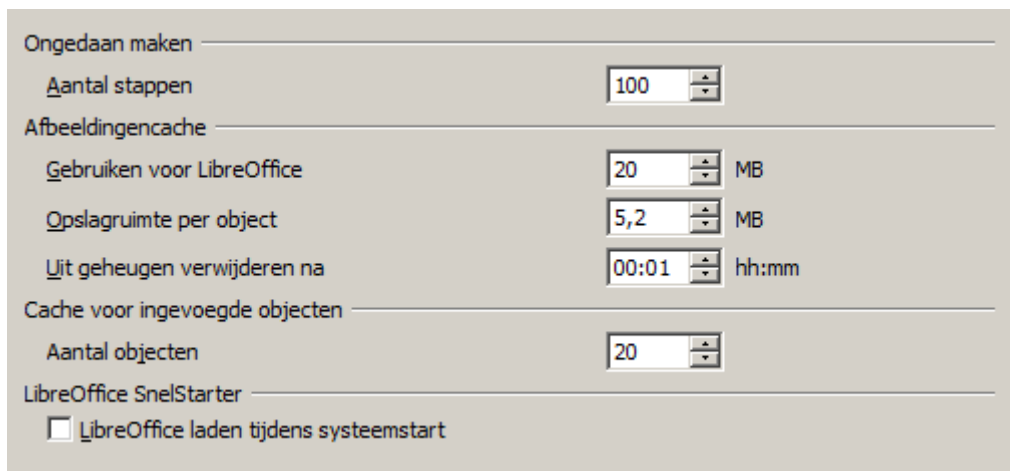 Ongedaan maken
Aantal stappen 100
Afbeeldingencache
Gebruiken voor LibreOffice 20 MB
Opslagruimte per object 5,2 MB
Uit geheugen verwijderen na 00:01 hh:mm
Cache voor ingevoegde objecten
Aantal objecten 20
LibreOffice SnelStarter
LibreOffice laden tijdens systeemstart